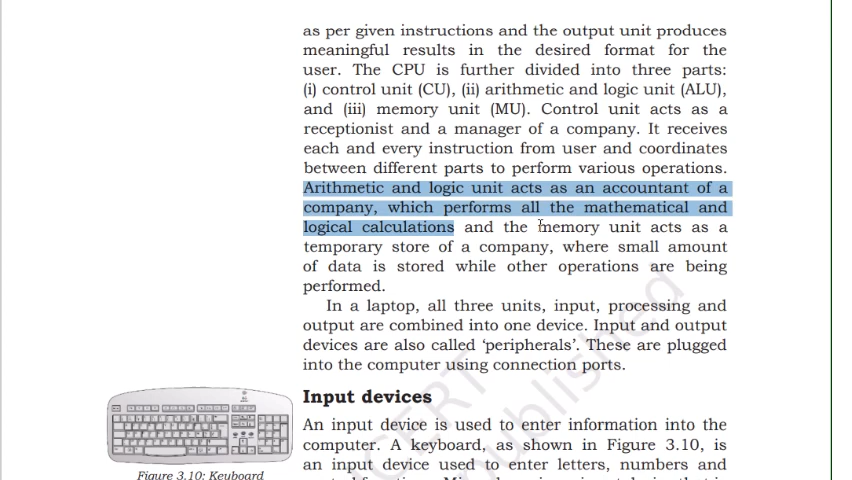 as per given instructions and the output unit produces
meaningful results in the desired format for the
user. The CPU is further divided into three parts:
(i) control unit (CU), (ii) arithmetic and logic unit (ALU),
and (iii) memory unit (MU). Control unit acts as a
receptionist and a manager of a company. It receives
each and every instruction from user and coordinates
between different parts to perform various operations.
Arithmetic and logic unit acts as an accountant of a
company, which performs all the mathematical and
logical calculations and the memory unit acts as a
temporary store of a company, where small amount
of data is stored while other operations are being
performed.
In a laptop, all three units, input, processing and
output are combined into one device. Input and output
devices are also called ‘peripherals’. These are plugged
into the computer using connection ports.
Input devices
An input device is used to enter information into the
computer. A keyboard, as shown in Figure 3.10, is
an input device used to enter letters, numbers and
Figure 3.10: Keyboard